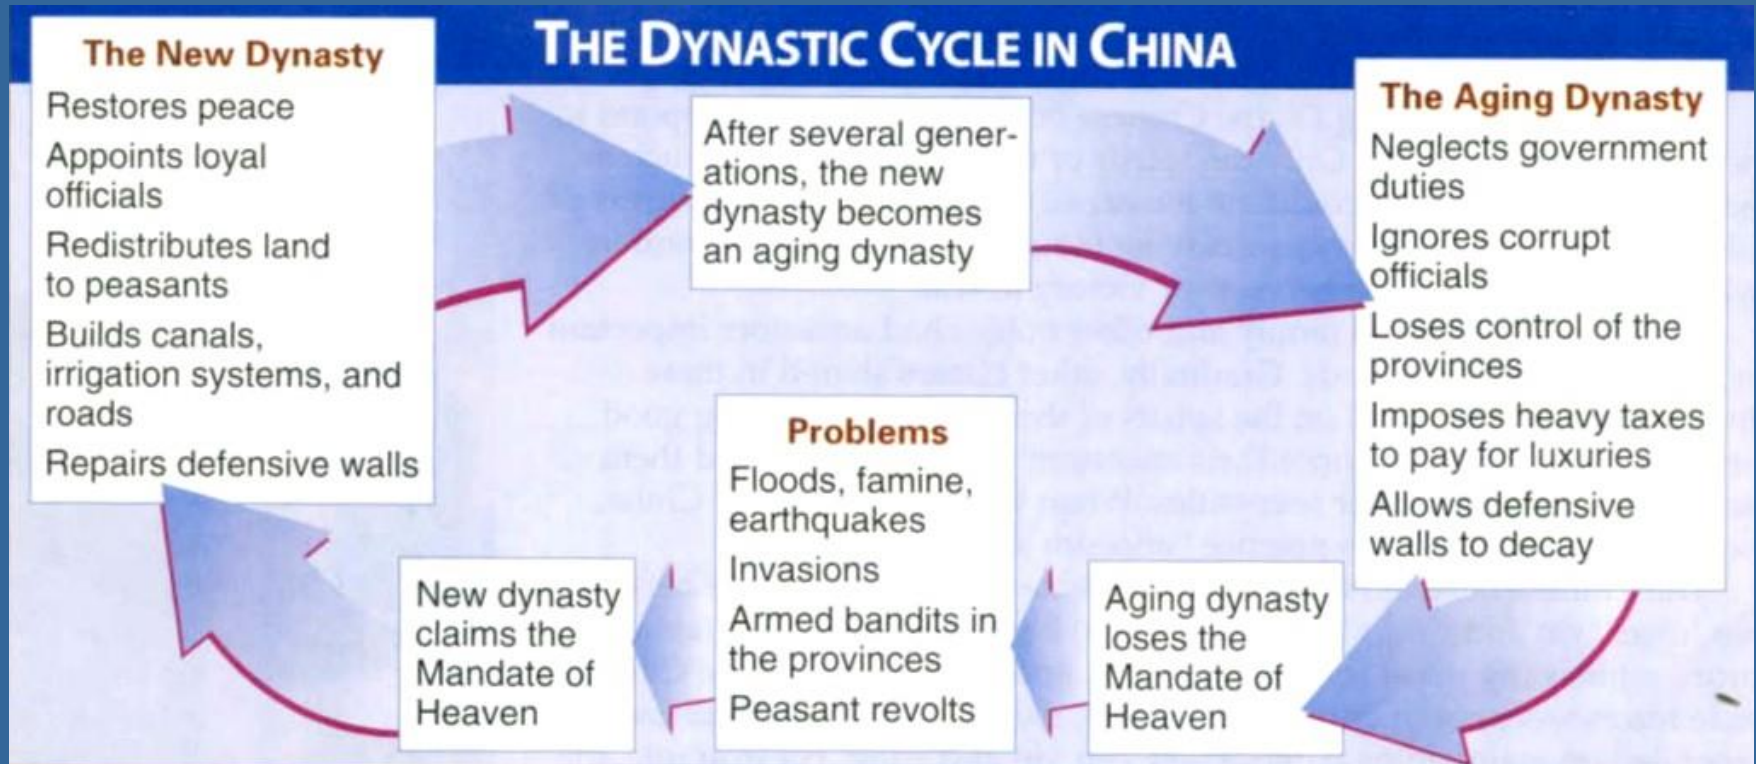 THE DYNASTIC CYCLE IN CHINA
The New Dynasty
Restores peace
Appoints loyal
officials
Redistributes land
to peasants
Builds canals,
irrigation systems, and
roads
Repairs defensive walls
After several gener-
ations, the new
dynasty becomes
an aging dynasty
The Aging Dynasty
Neglects government
duties
Ignores corrupt
officials
Loses control of the
provinces
Imposes heavy taxes
to pay for luxuries
Allows defensive
walls to decay
Aging dynasty
loses the
Mandate of
Heaven
Problems
Floods, famine,
earthquakes
Invasions
Armed bandits in
the provinces
Peasant revolts
New dynasty
claims the
Mandate of
Heaven